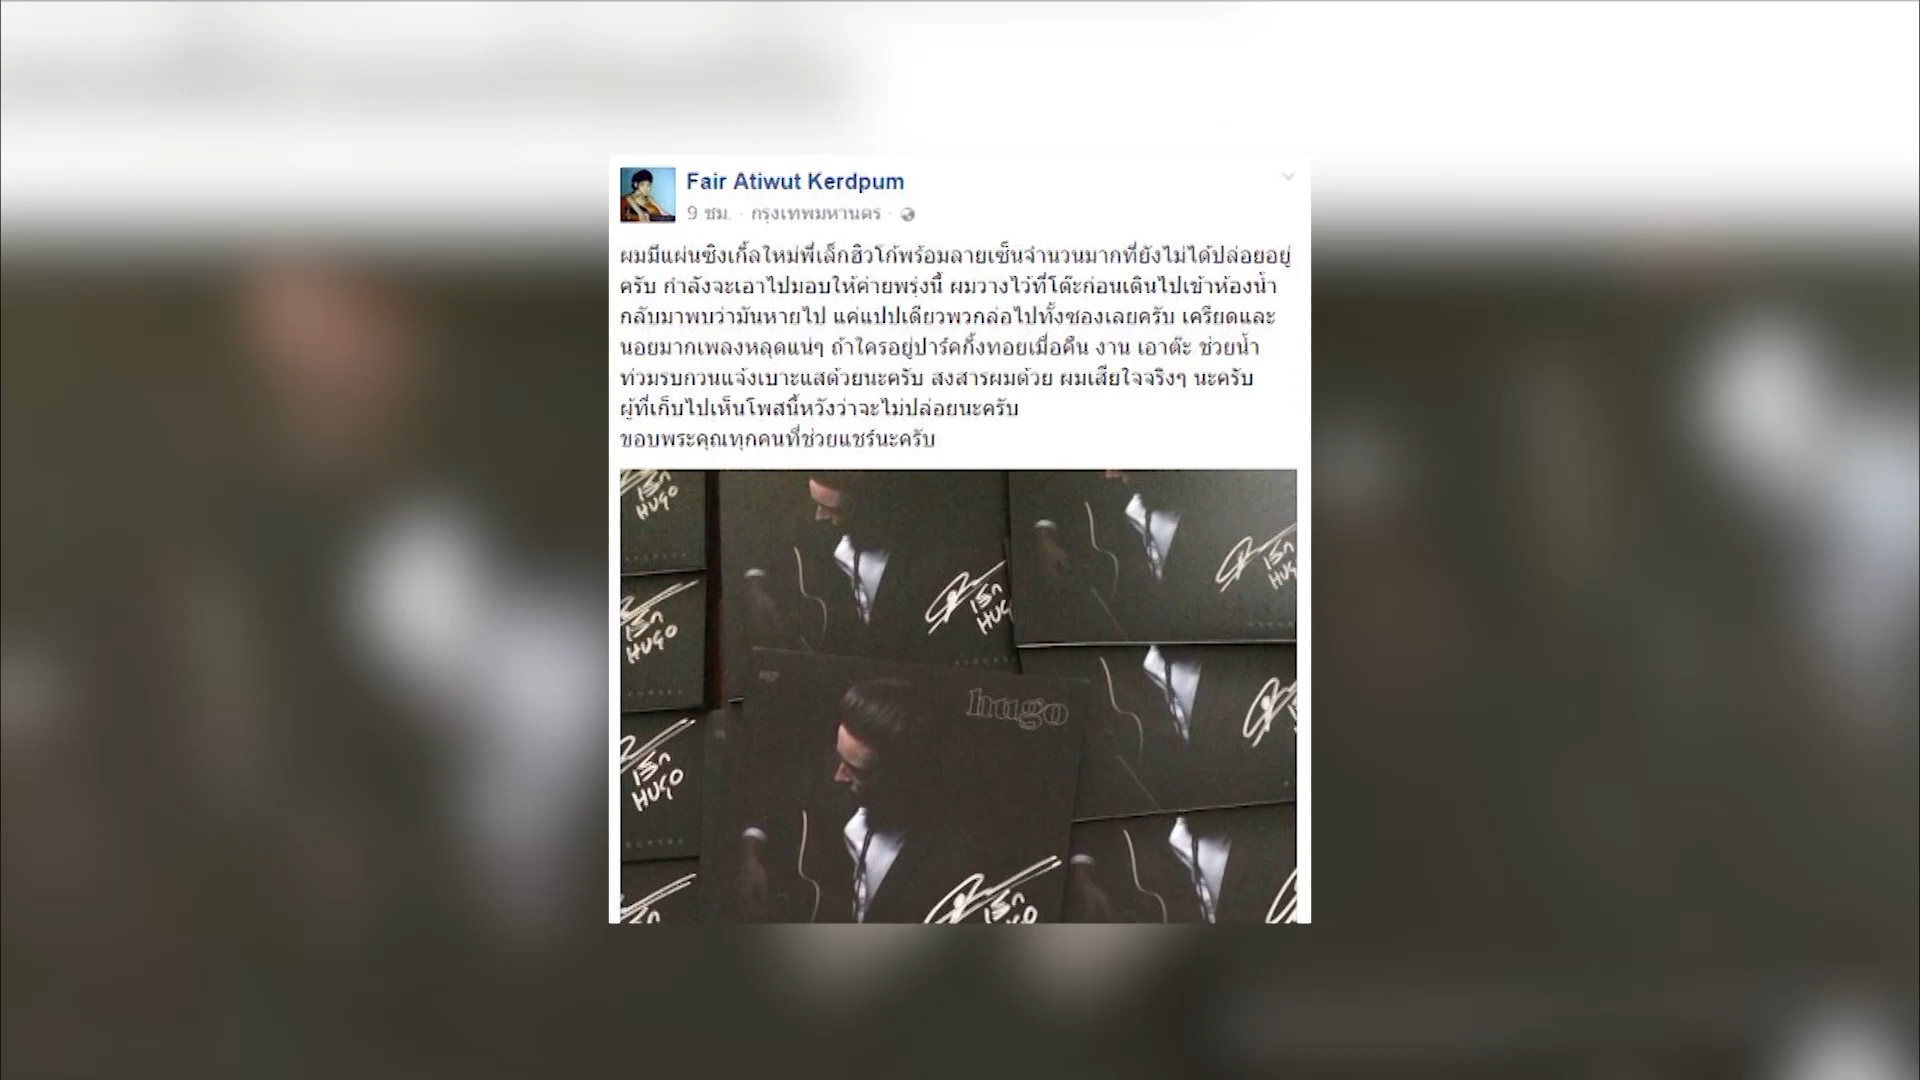 Fair Atiwut Kerdpum
9 ชม. · กรุงเทพมหานคร ·
ผมมีแผ่นซิงเกิ้ลใหม่พี่เล็กฮิวโก้พร้อมลายเซ็นจำนวนมากที่ยังไม่ได้ปล่อยอยู่
ครับ กำลังจะเอาไปมอบให้ค่ายพรุ่งนี้ ผมวางไว้ที่โต๊ะก่อนเดินไปเข้าห้องน้ำ
กลับมาพบว่ามันหายไป แค่แปปเดียวพวกล่อไปทั้งซองเลยครับ เครียดและ
นอยมากเพลงหลุดแน่ๆ ถ้าใครอยู่ปาร์คกิ้งทอยเมื่อคืน งาน เอาต๊ะ ช่วยน้ำ
ท่วมรบกวนแจ้งเบาะแสด้วยนะครับ สงสารผมด้วย ผมเสียใจจริงๆ นะครับ
ผู้ที่เก็บไปเห็นโพสนี้หวังว่าจะไม่ปล่อยนะครับ
ขอบพระคุณทุกคนที่ช่วยแชร์นะครับ
เล็ก
HUGO
เล็ก
HUGO
เล็ก
HUGO
hugo
เล็ก
HUGO